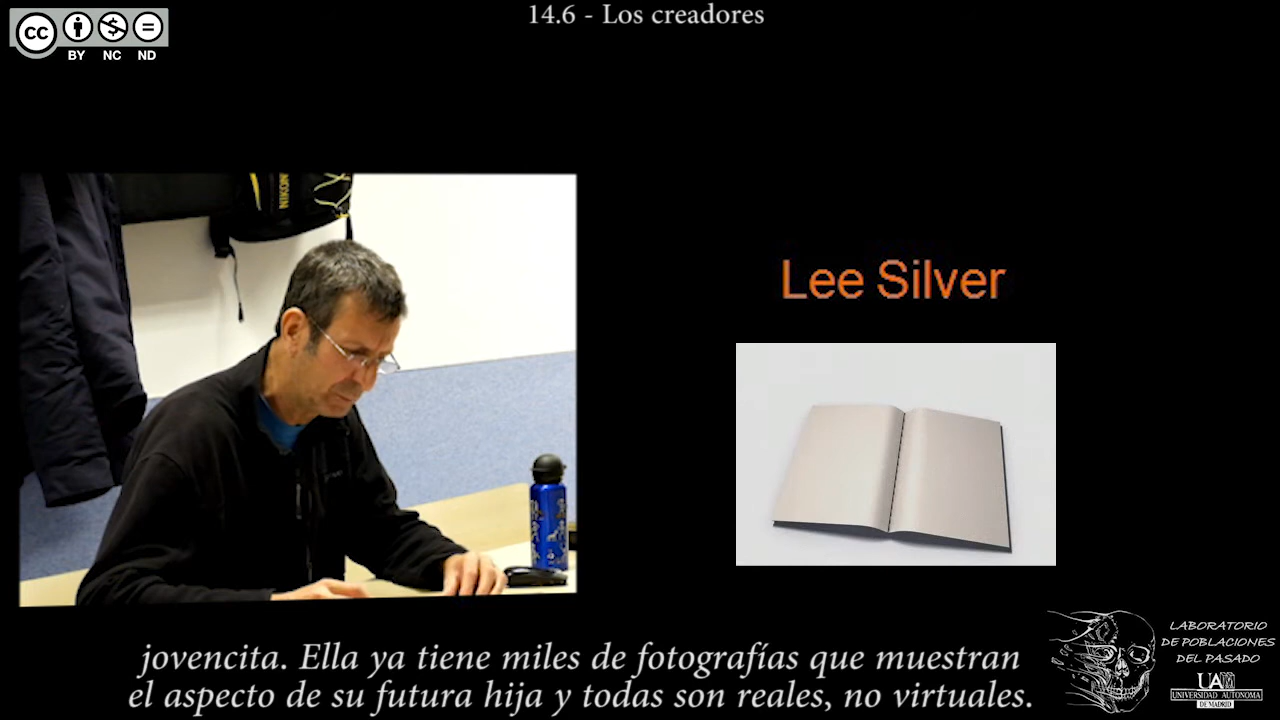 14.6 - Los creadores
cc
BY NC ND
Lee Silver
jovencita. Ella ya tiene miles de fotografías que muestran
el aspecto de su futura hija y todas son reales, no virtuales.
LABORATORIO
DE POBLACIONES
DEL PASADO
UAM
UNIVERSIDAD AUTONOMA
DE MADRID